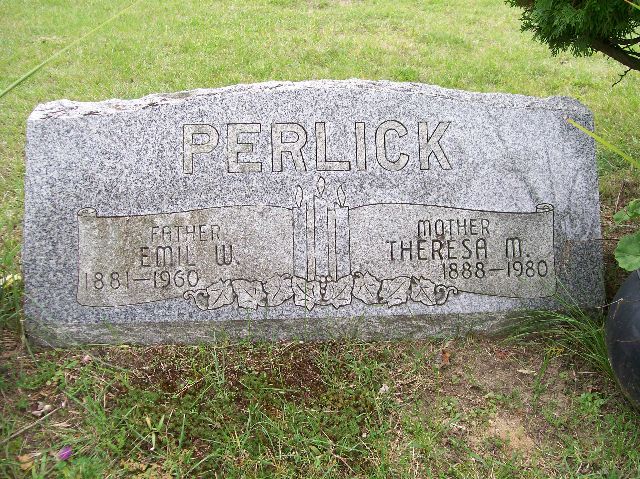 PERLICK
FATHER
EMIL W.
1881—1960
MOTHER
THERESA M.
1888—1980